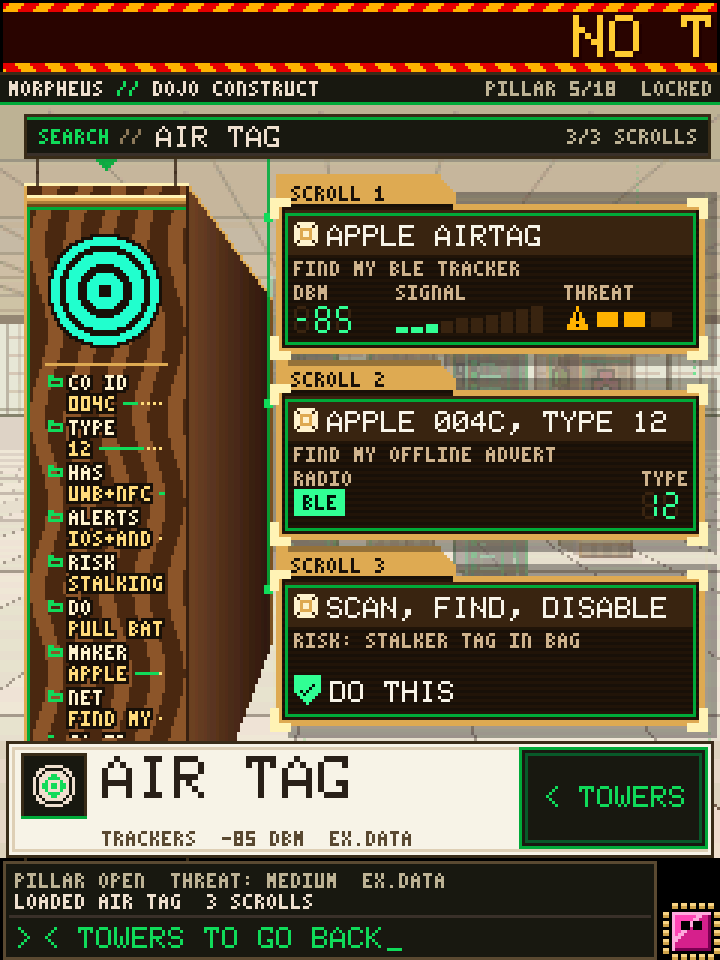 NO T
MORPHEUS // DOJO CONSTRUCT
PILLAR 5/18 LOCKED
SEARCH // AIR TAG
3/3 SCROLLS
CO ID
004C
TYPE
12
HAS
UWB+NFC
ALERTS
IOS+AND
RISK
STALKING
DO
PULL BAT
MAKER
APPLE
NET
FIND MY
SCROLL 1
APPLE AIRTAG
FIND MY BLE TRACKER
DBM SIGNAL THREAT
-85
SCROLL 2
APPLE 004C, TYPE 12
FIND MY OFFLINE ADVERT
RADIO TYPE
BLE 12
SCROLL 3
SCAN, FIND, DISABLE
RISK: STALKER TAG IN BAG
DO THIS
AIR TAG
TRACKERS -85 DBM EX.DATA
< TOWERS
PILLAR OPEN THREAT: MEDIUM EX.DATA
LOADED AIR TAG 3 SCROLLS
> < TOWERS TO GO BACK_